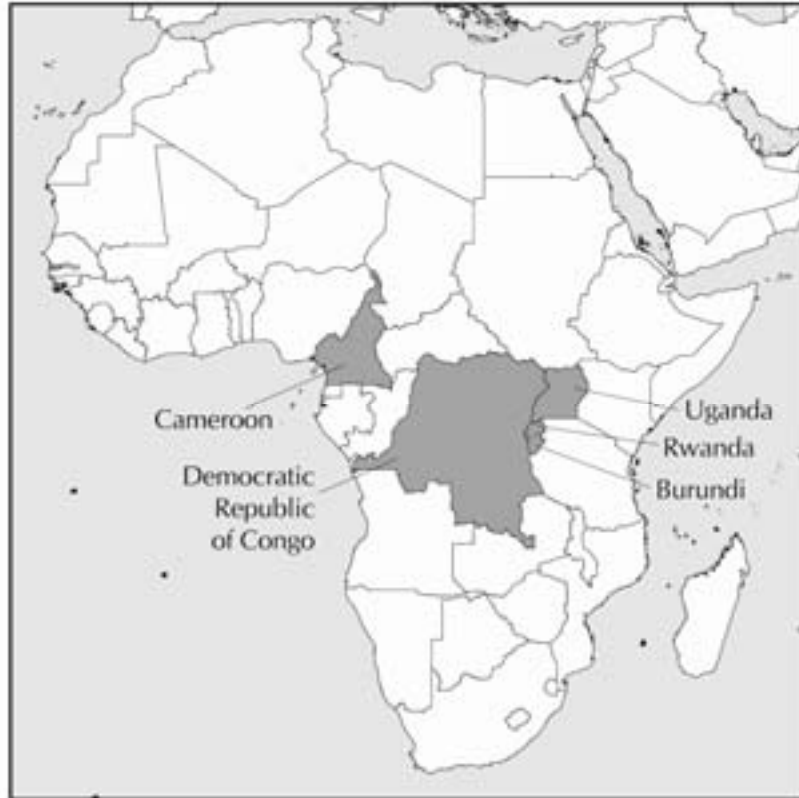 Cameroon
Democratic
Republic
of Congo
Uganda
Rwanda
Burundi